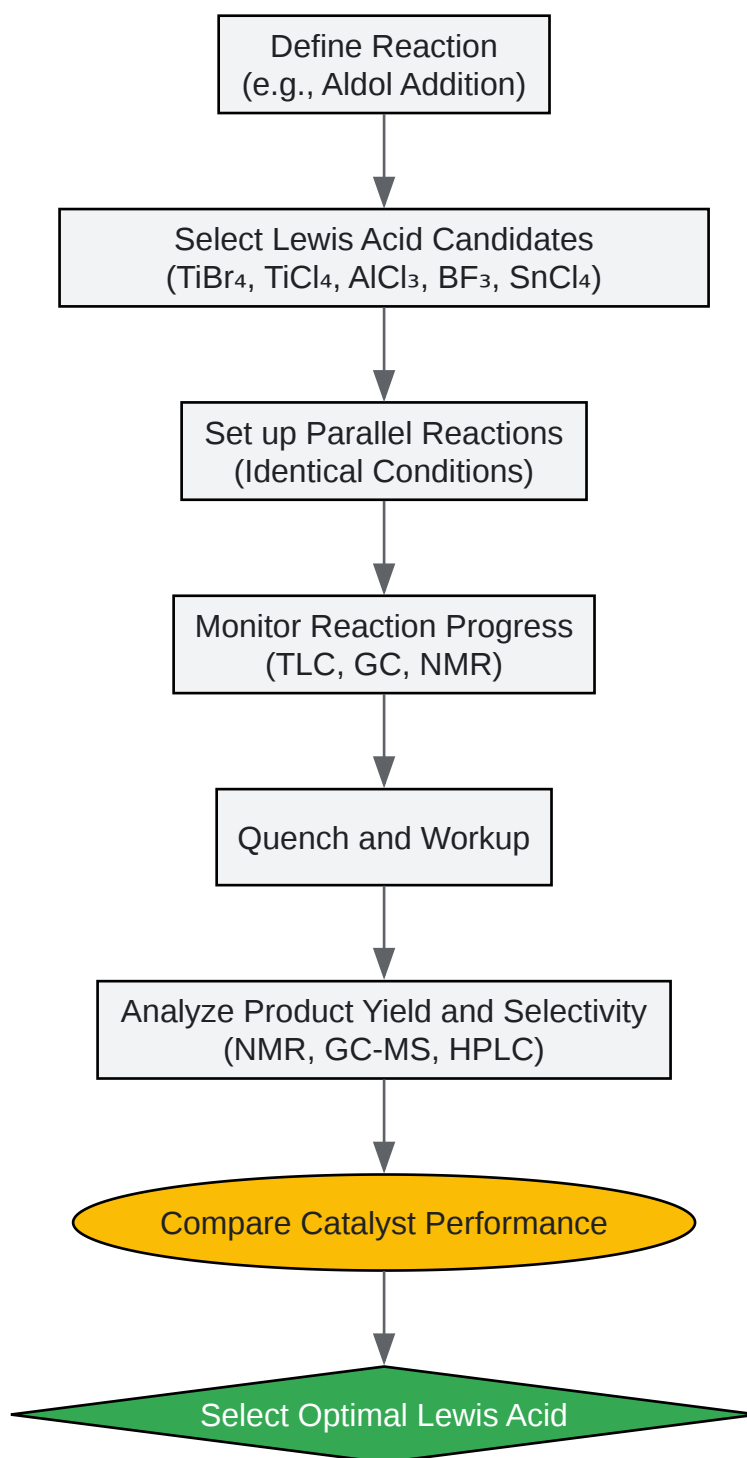 Define Reaction
(e.g., Aldol Addition)
Select Lewis Acid Candidates
(TiBr₄, TiCl₄, AlCl₃, BF₃, SnCl₄)
Set up Parallel Reactions
(Identical Conditions)
Monitor Reaction Progress
(TLC, GC, NMR)
Quench and Workup
Analyze Product Yield and Selectivity
(NMR, GC-MS, HPLC)
Compare Catalyst Performance
Select Optimal Lewis Acid